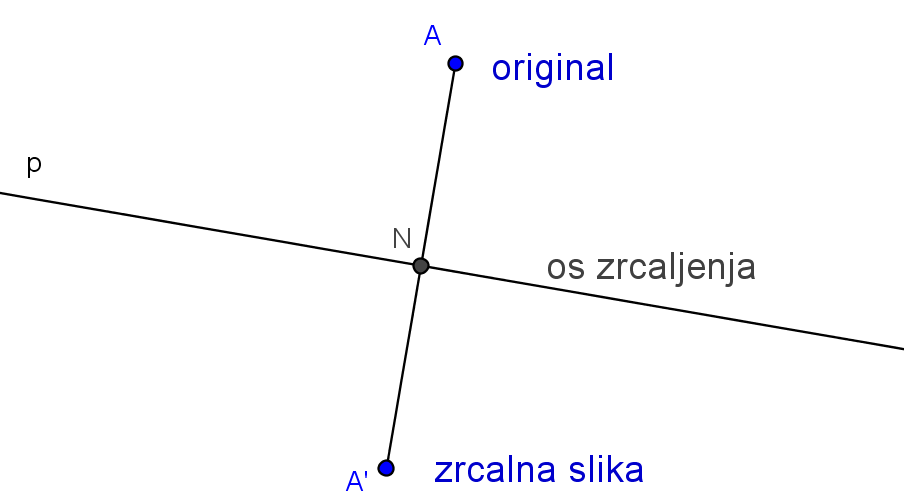 A
original
p
N
os zrcaljenja
A'
zrcalna slika